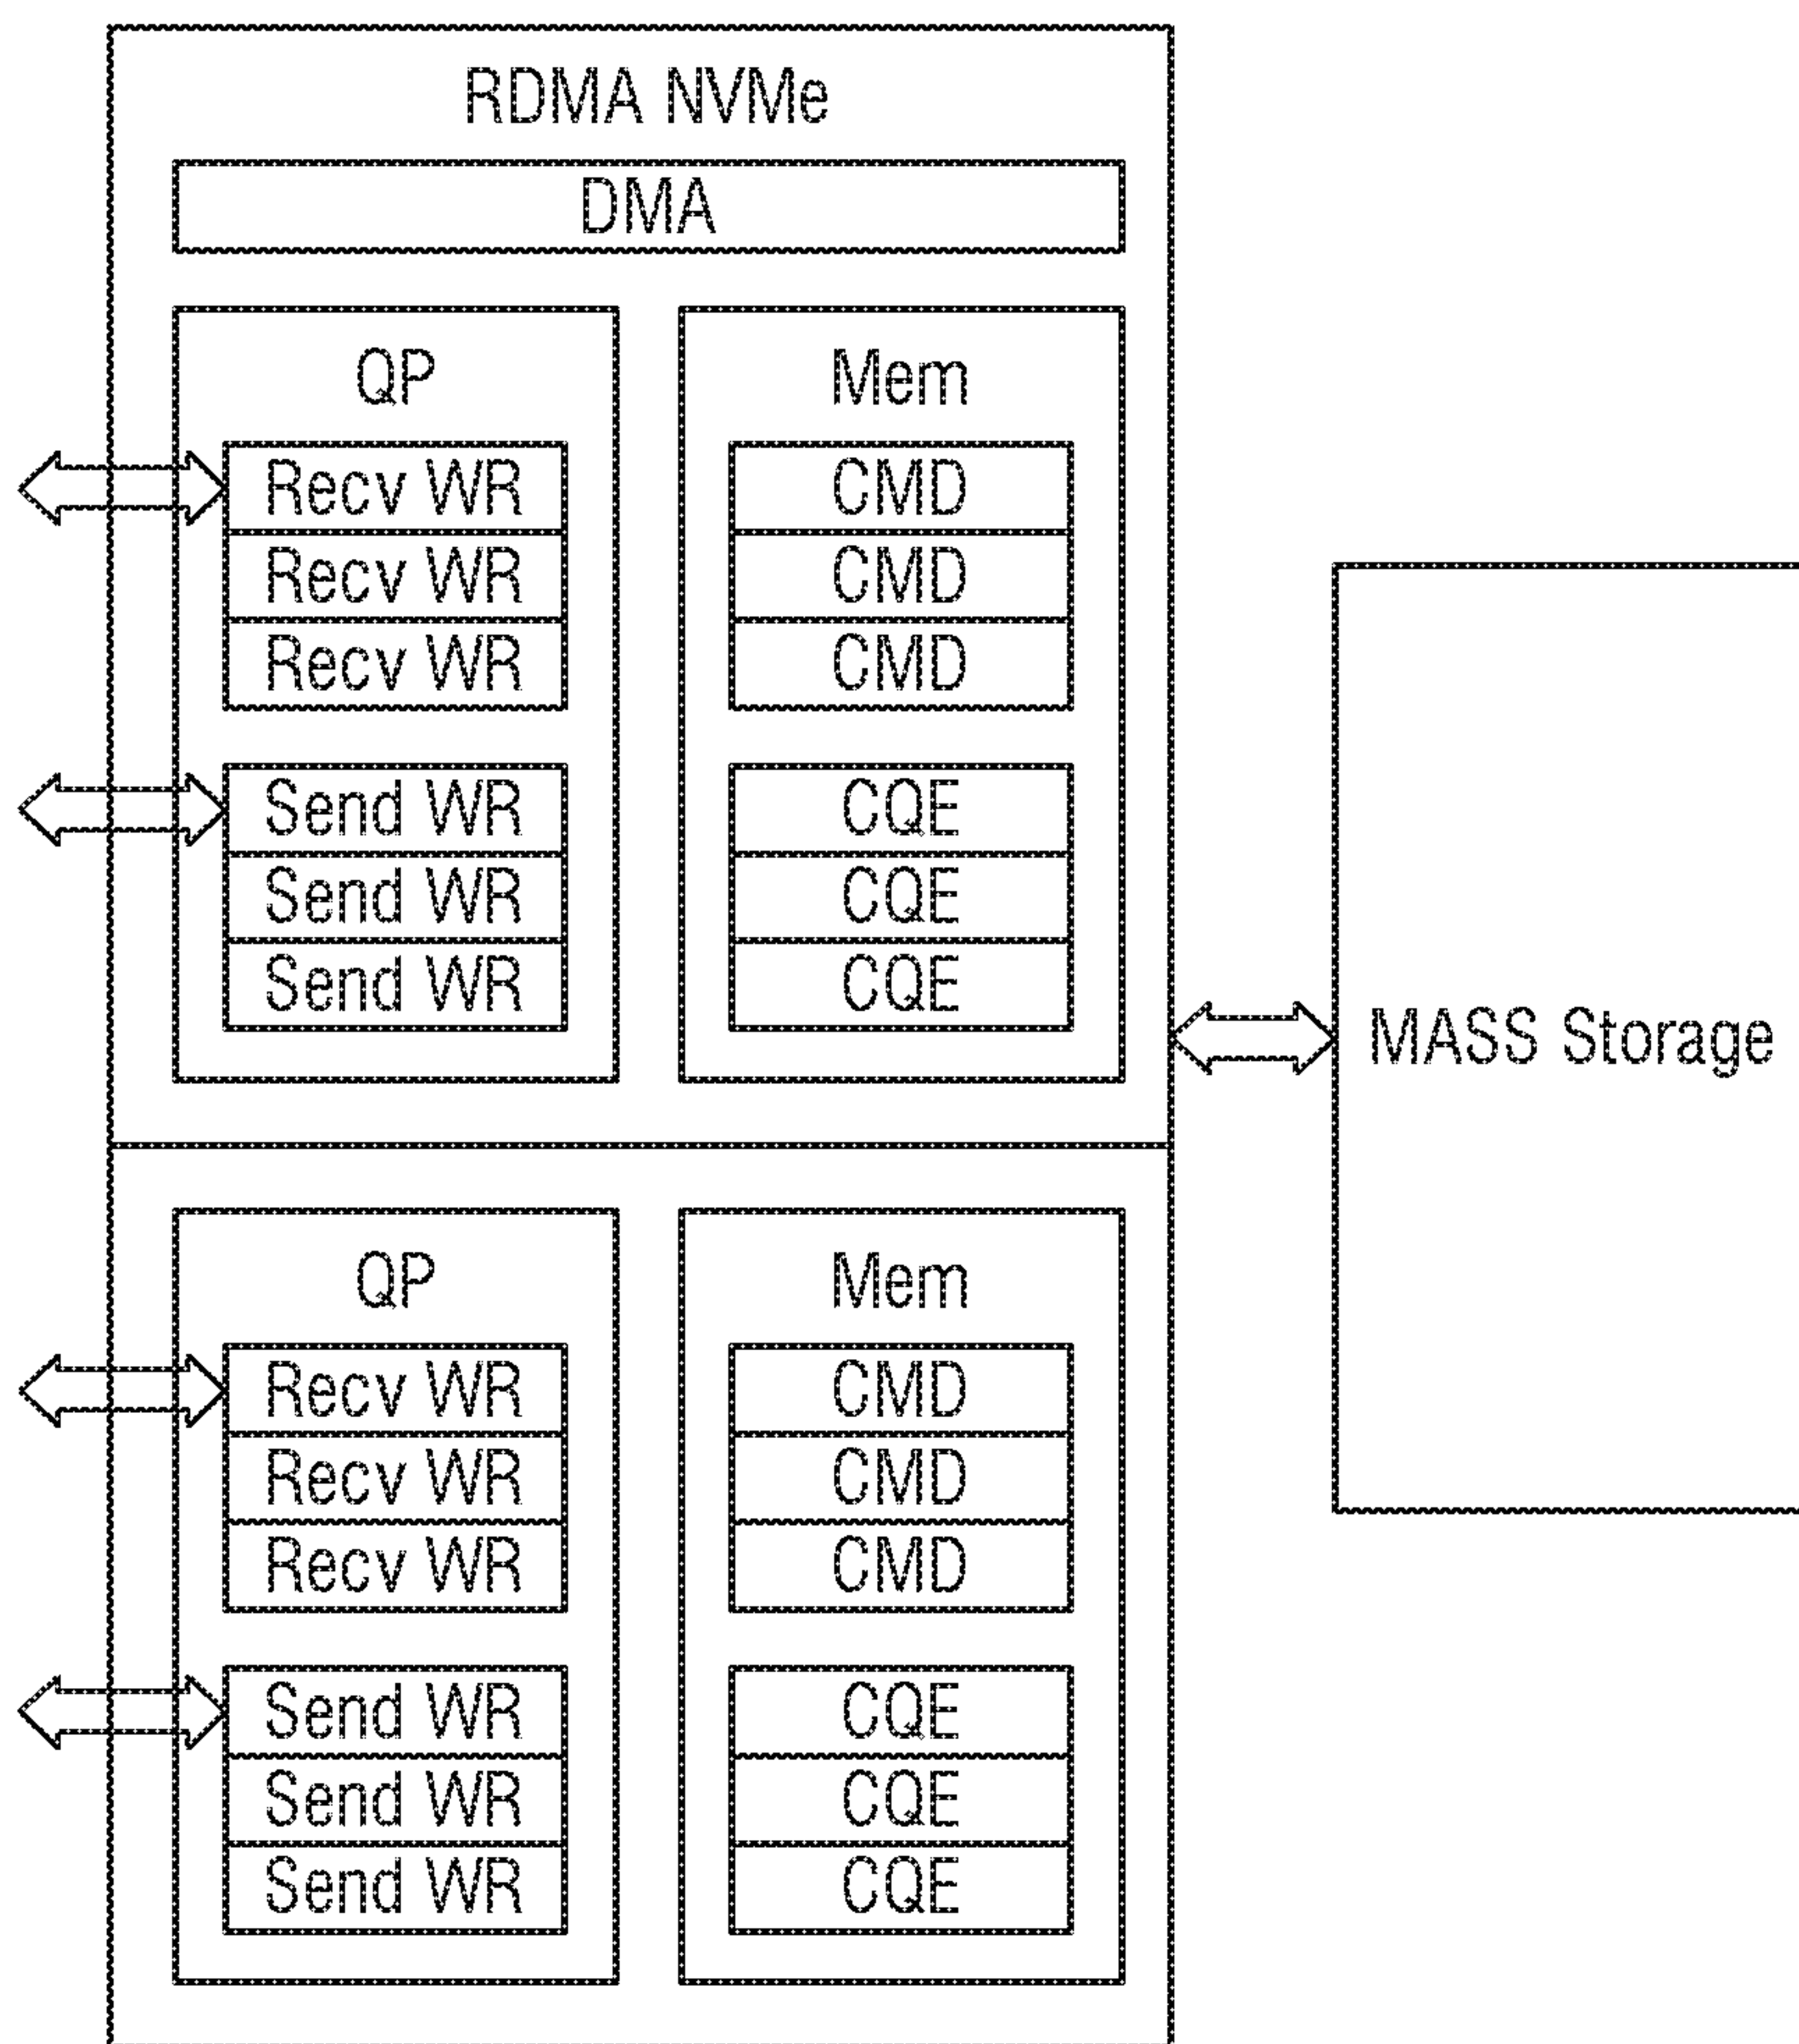 RDMA NVMe
DMA
QP
Recv WR
Recv WR
Recv WR
Send WR
Send WR
Send WR
Mem
CMD
CMD
CMD
CQE
CQE
CQE
MASS Storage
QP
Recv WR
Recv WR
Recv WR
Send WR
Send WR
Send WR
Mem
CMD
CMD
CMD
CQE
CQE
CQE